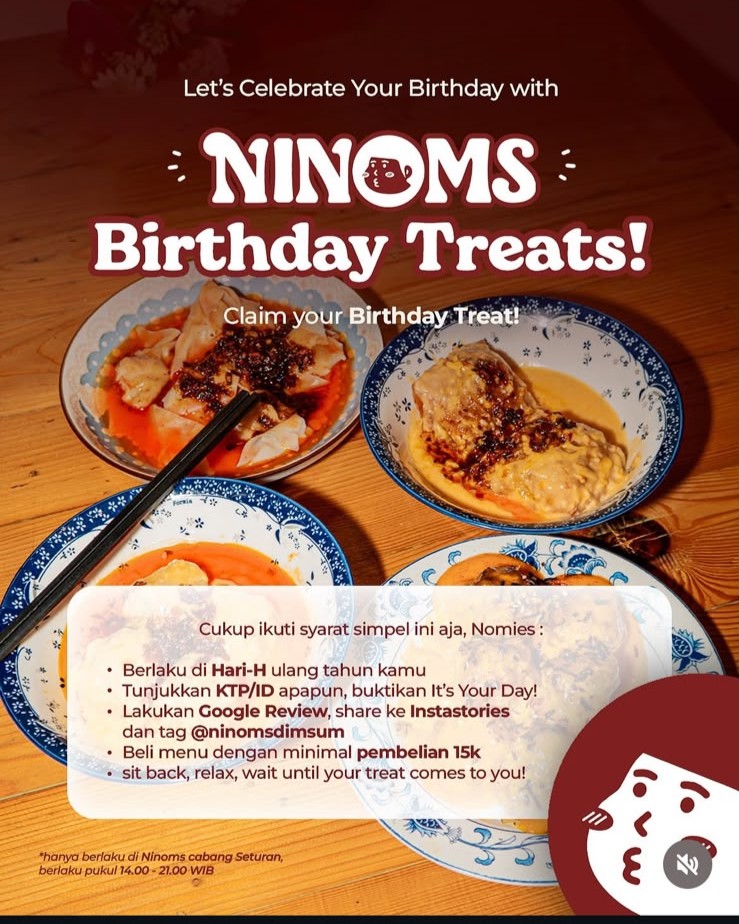 Let's Celebrate Your Birthday with
NINOMS
Birthday Treats!
Claim your Birthday Treat!
Cukup ikuti syarat simpel ini aja, Nomies :
• Berlaku di Hari-H ulang tahun kamu
• Tunjukkan KTP/ID apapun, buktikan It's Your Day!
• Lakukan Google Review, share ke Instastories
dan tag @ninomsdimsum
• Beli menu dengan minimal pembelian 15k
• sit back, relax, wait until your treat comes to you!
*hanya berlaku di Ninoms cabang Seturan,
berlaku pukul 14.00 - 21.00 WIB